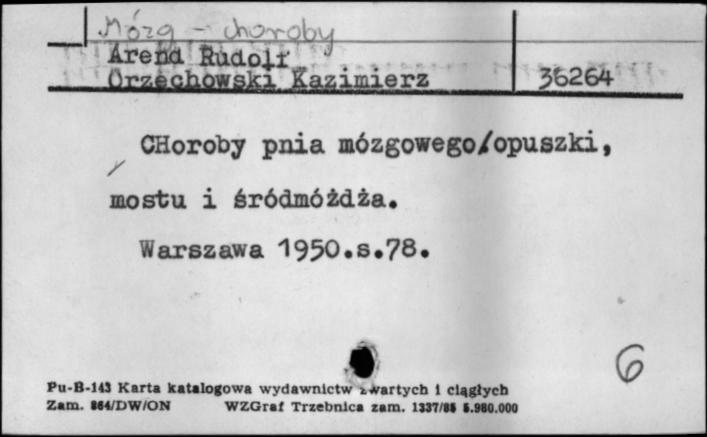 Mózg - choroby
Arend Rudolf
Orzechowski Kazimierz 36264
CHoroby pnia mózgowego/opuszki,
mostu i śródmóżdża.
Warszawa 1950.s.78.
6
Pu-B-143 Karta katalogowa wydawnictw zwartych i ciągłych
Zam. 864/DW/ON WZGraf Trzebnica zam. 1337/86 5.980.000